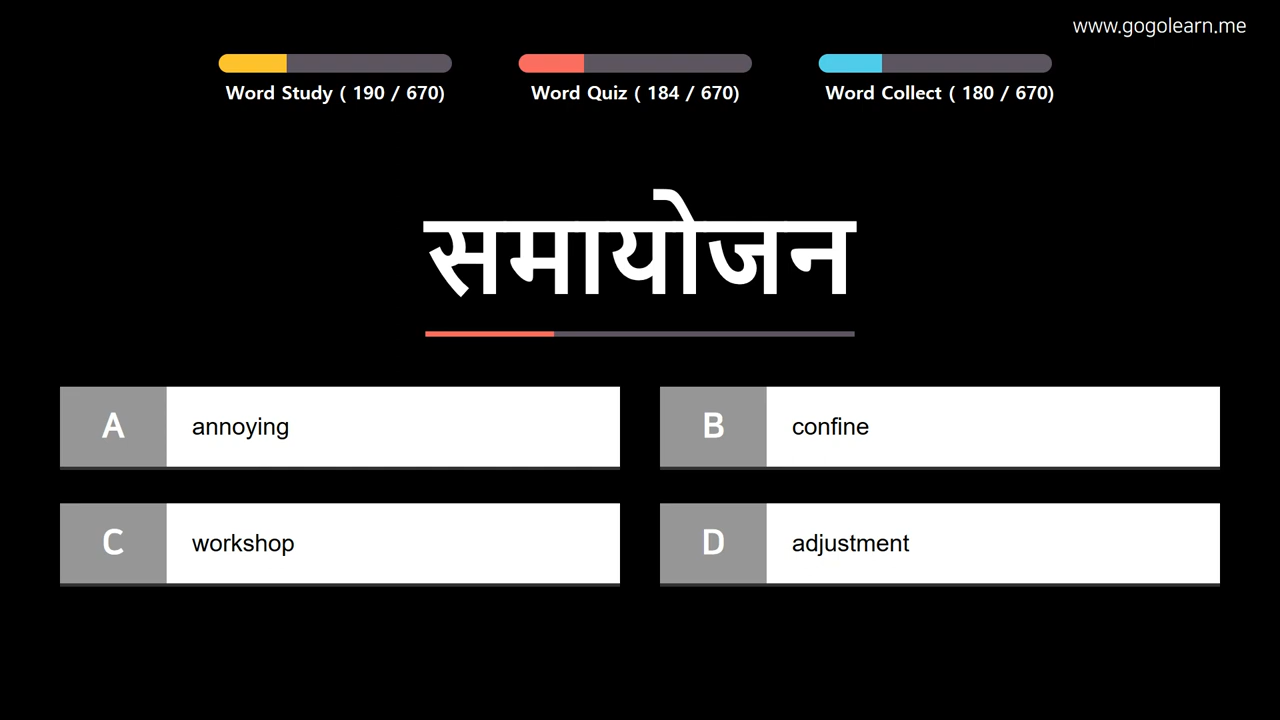 www.gogolearn.me
Word Study ( 190 / 670)
Word Quiz ( 184 / 670)
Word Collect ( 180 / 670)
समायोजन
A annoying
B confine
C workshop
D adjustment